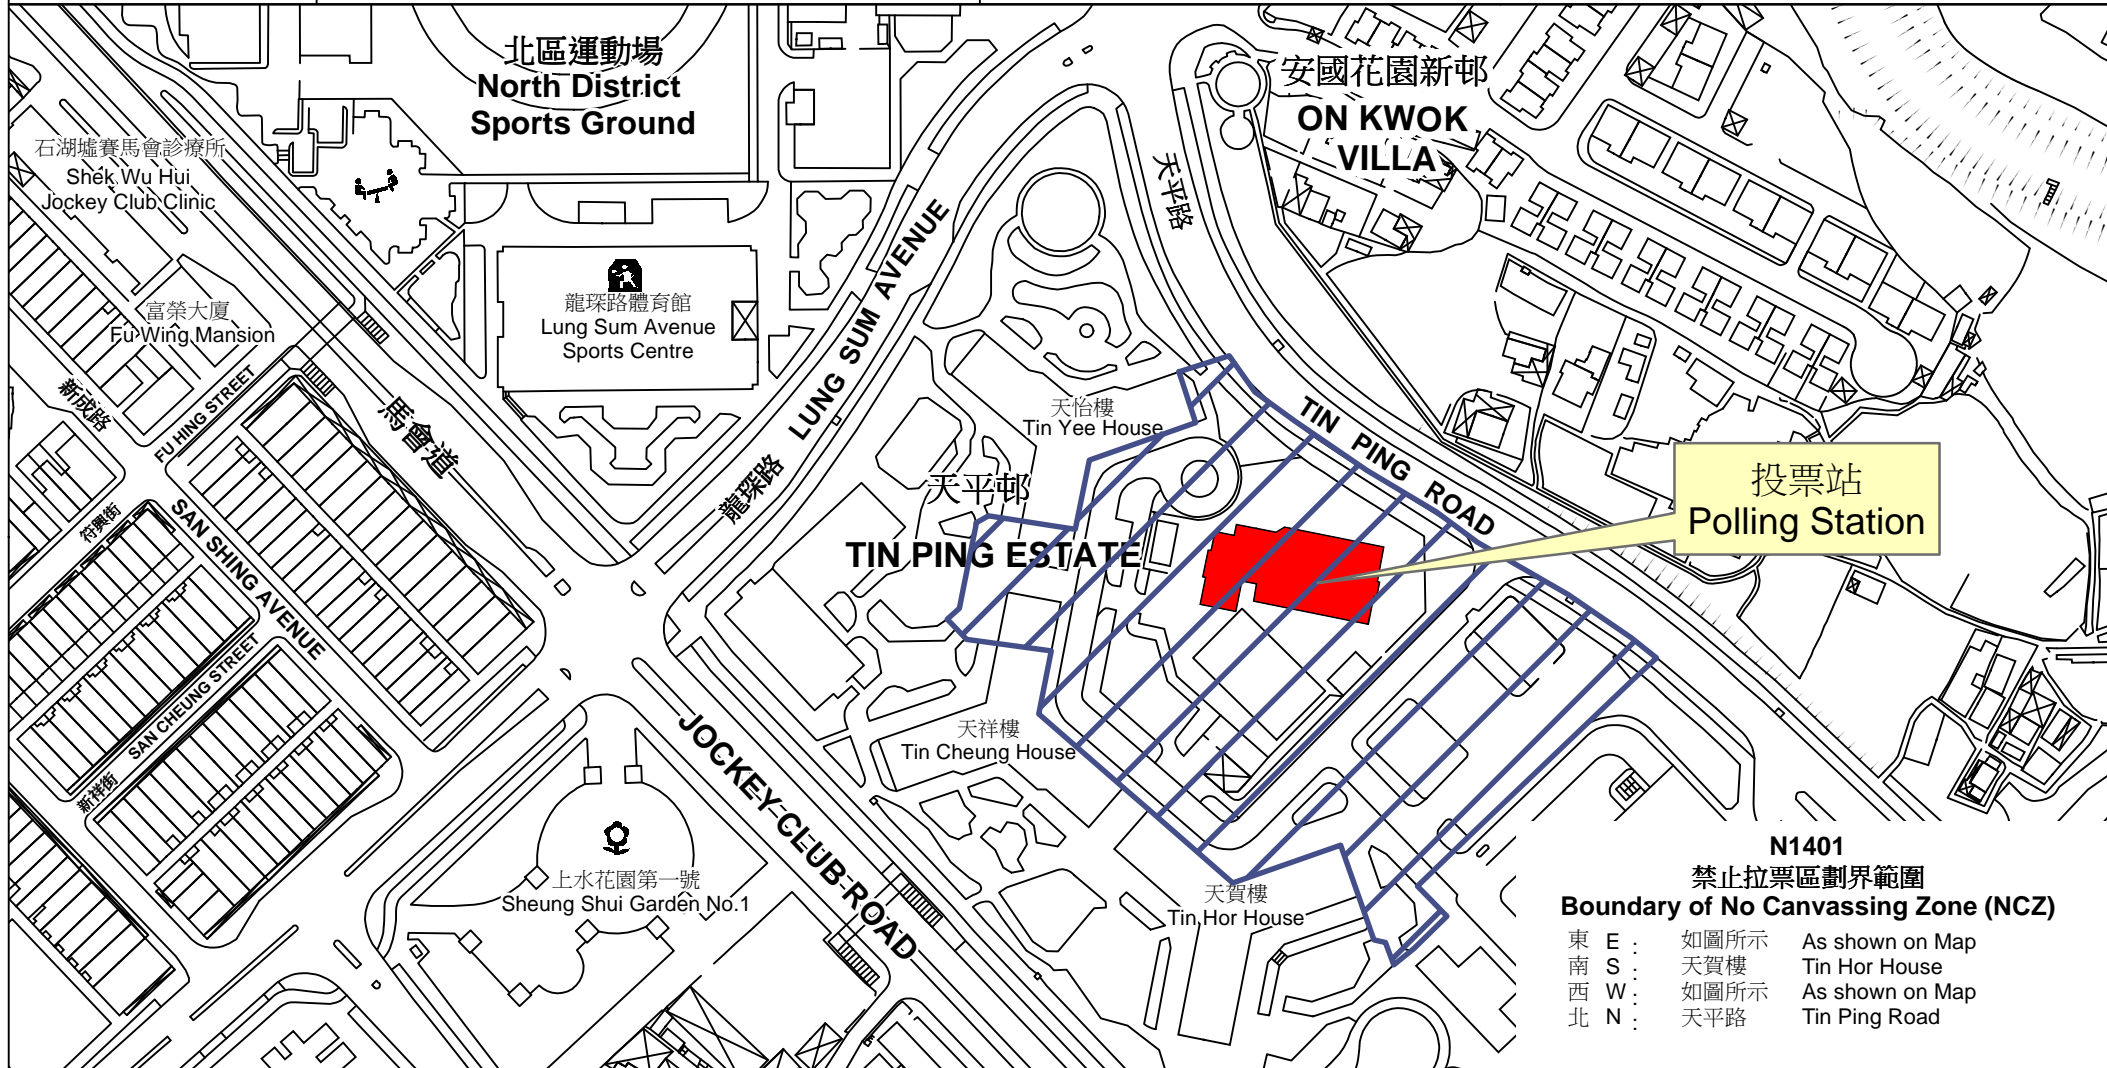 北區運動場
North District
Sports Ground
安國花園新邨
ON KWOK
VILLA
石湖墟賽馬會診療所
Shek Wu Hui
Jockey Club Clinic
天平路
富榮大廈
Fu Wing Mansion
龍琛路體育館
Lung Sum Avenue
Sports Centre
LUNG SUM AVENUE
龍琛路
新成路
FU HING STREET
馬會道
天怡樓
Tin Yee House
TIN PING ROAD
天平邨
TIN PING ESTATE
投票站
Polling Station
符興街
SAN SHING AVENUE
SAN CHEUNG STREET
新祥街
JOCKEY CLUB ROAD
天祥樓
Tin Cheung House
上水花園第一號
Sheung Shui Garden No.1
天賀樓
Tin Hor House
N1401
禁止拉票區劃界範圍
Boundary of No Canvassing Zone (NCZ)
東 E : 如圖所示 As shown on Map
南 S : 天賀樓 Tin Hor House
西 W : 如圖所示 As shown on Map
北 N : 天平路 Tin Ping Road